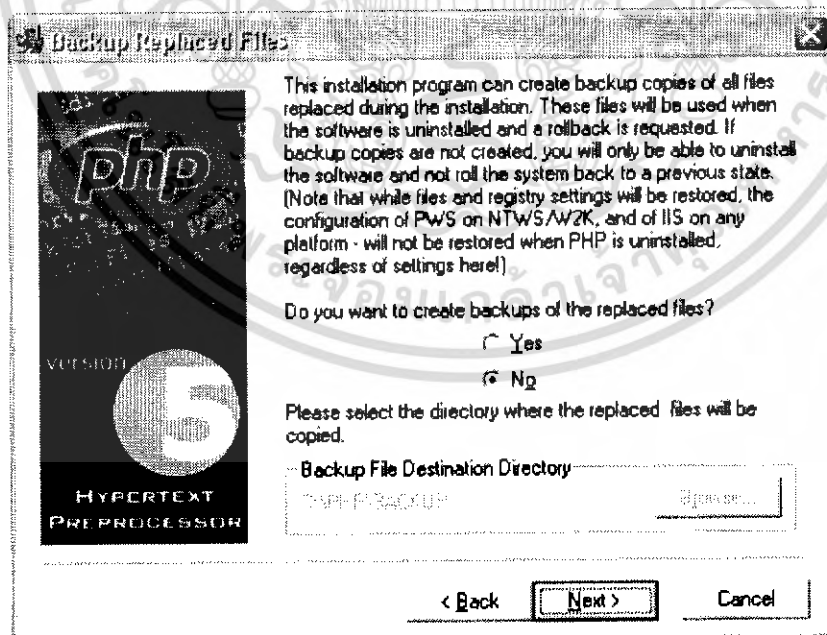 Backup Replaced Files
This installation program can create backup copies of all files
replaced during the installation. These files will be used when
the software is uninstalled and a rollback is requested. If
backup copies are not created, you will only be able to uninstall
the software and not roll the system back to a previous state.
(Note that while files and registry settings will be restored, the
configuration of PWS on NTWS/W2K, and of IIS on any
platform - will not be restored when PHP is uninstalled,
regardless of settings here!)
Do you want to create backups of the replaced files?
Yes
No
Please select the directory where the replaced files will be
copied.
Backup File Destination Directory
Browse...
php
version
5
HYPERTEXT
PREPROCESSOR
< Back
Next >
Cancel